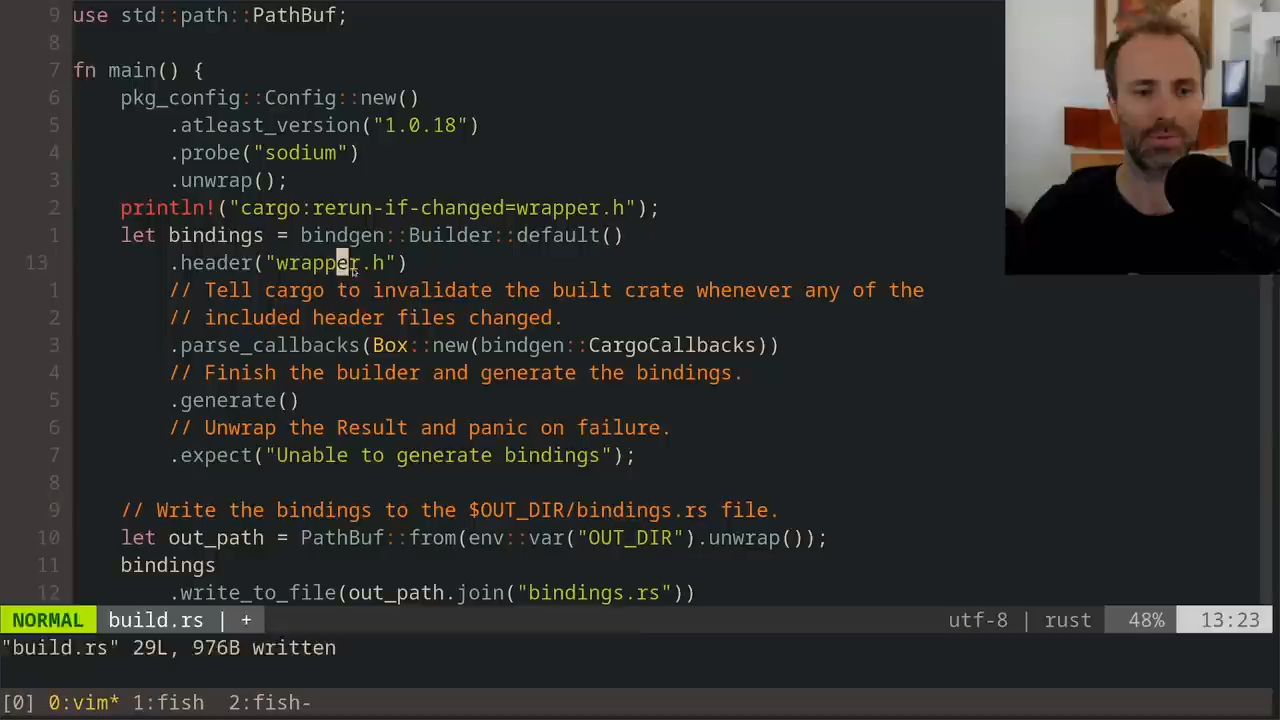 9 use std::path::PathBuf;
8
7 fn main() {
6     pkg_config::Config::new()
5         .atleast_version("1.0.18")
4         .probe("sodium")
3         .unwrap();
2     println!("cargo:rerun-if-changed=wrapper.h");
1     let bindings = bindgen::Builder::default()
13         .header("wrapper.h")
1         // Tell cargo to invalidate the built crate whenever any of the
2         // included header files changed.
3         .parse_callbacks(Box::new(bindgen::CargoCallbacks))
4         // Finish the builder and generate the bindings.
5         .generate()
6         // Unwrap the Result and panic on failure.
7         .expect("Unable to generate bindings");
8
9     // Write the bindings to the $OUT_DIR/bindings.rs file.
10     let out_path = PathBuf::from(env::var("OUT_DIR").unwrap());
11     bindings
12         .write_to_file(out_path.join("bindings.rs"))
NORMAL build.rs | + utf-8 | rust 48% 13:23
"build.rs" 29L, 976B written
[0] 0:vim* 1:fish  2:fish-